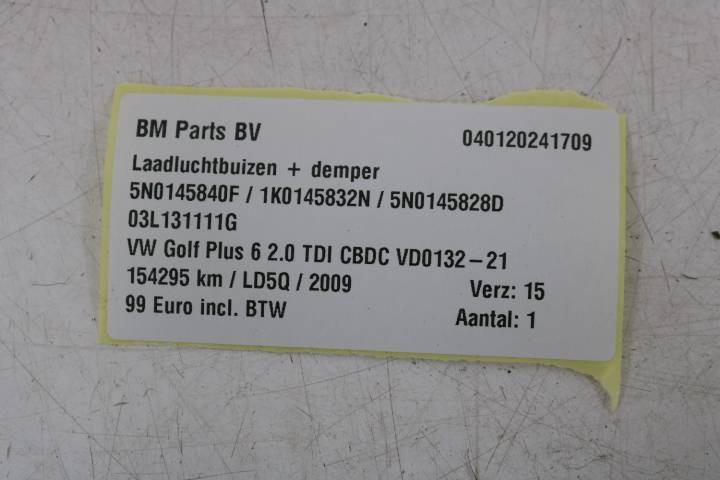 BM Parts BV 040120241709
Laadluchtbuizen + demper
5N0145840F / 1K0145832N / 5N0145828D
03L131111G
VW Golf Plus 6 2.0 TDI CBDC VD0132-21
154295 km / LD5Q / 2009 Verz: 15
99 Euro incl. BTW Aantal: 1